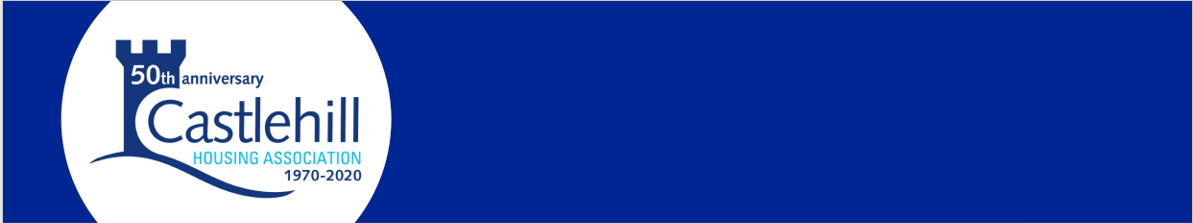 50th anniversary
Castlehill
HOUSING ASSOCIATION
1970-2020